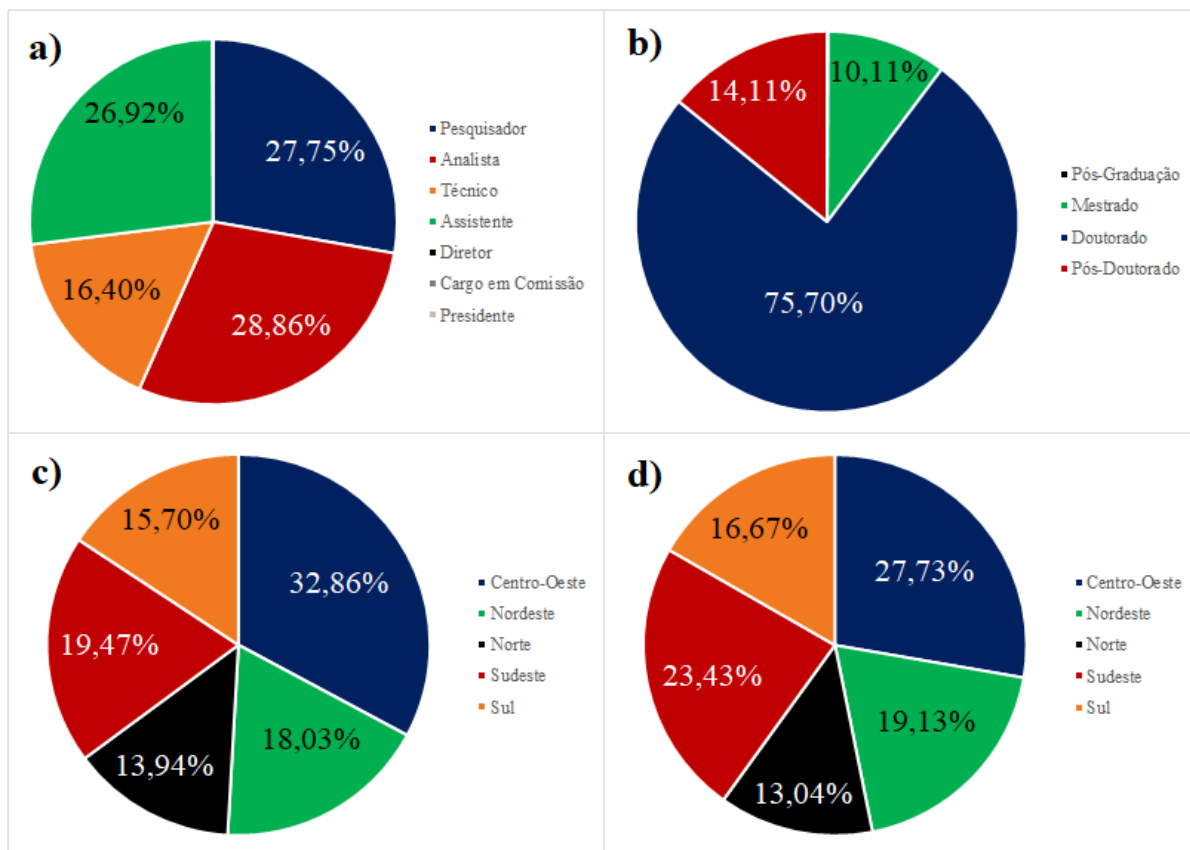 a)
26,92%
27,75%
16,40%
28,86%
Pesquisador
Analista
Técnico
Assistente
Diretor
Cargo em Comissão
Presidente
b)
14,11%
10,11%
75,70%
Pós-Graduação
Mestrado
Doutorado
Pós-Doutorado
c)
15,70%
32,86%
19,47%
18,03%
13,94%
Centro-Oeste
Nordeste
Norte
Sudeste
Sul
d)
16,67%
27,73%
23,43%
19,13%
13,04%
Centro-Oeste
Nordeste
Norte
Sudeste
Sul